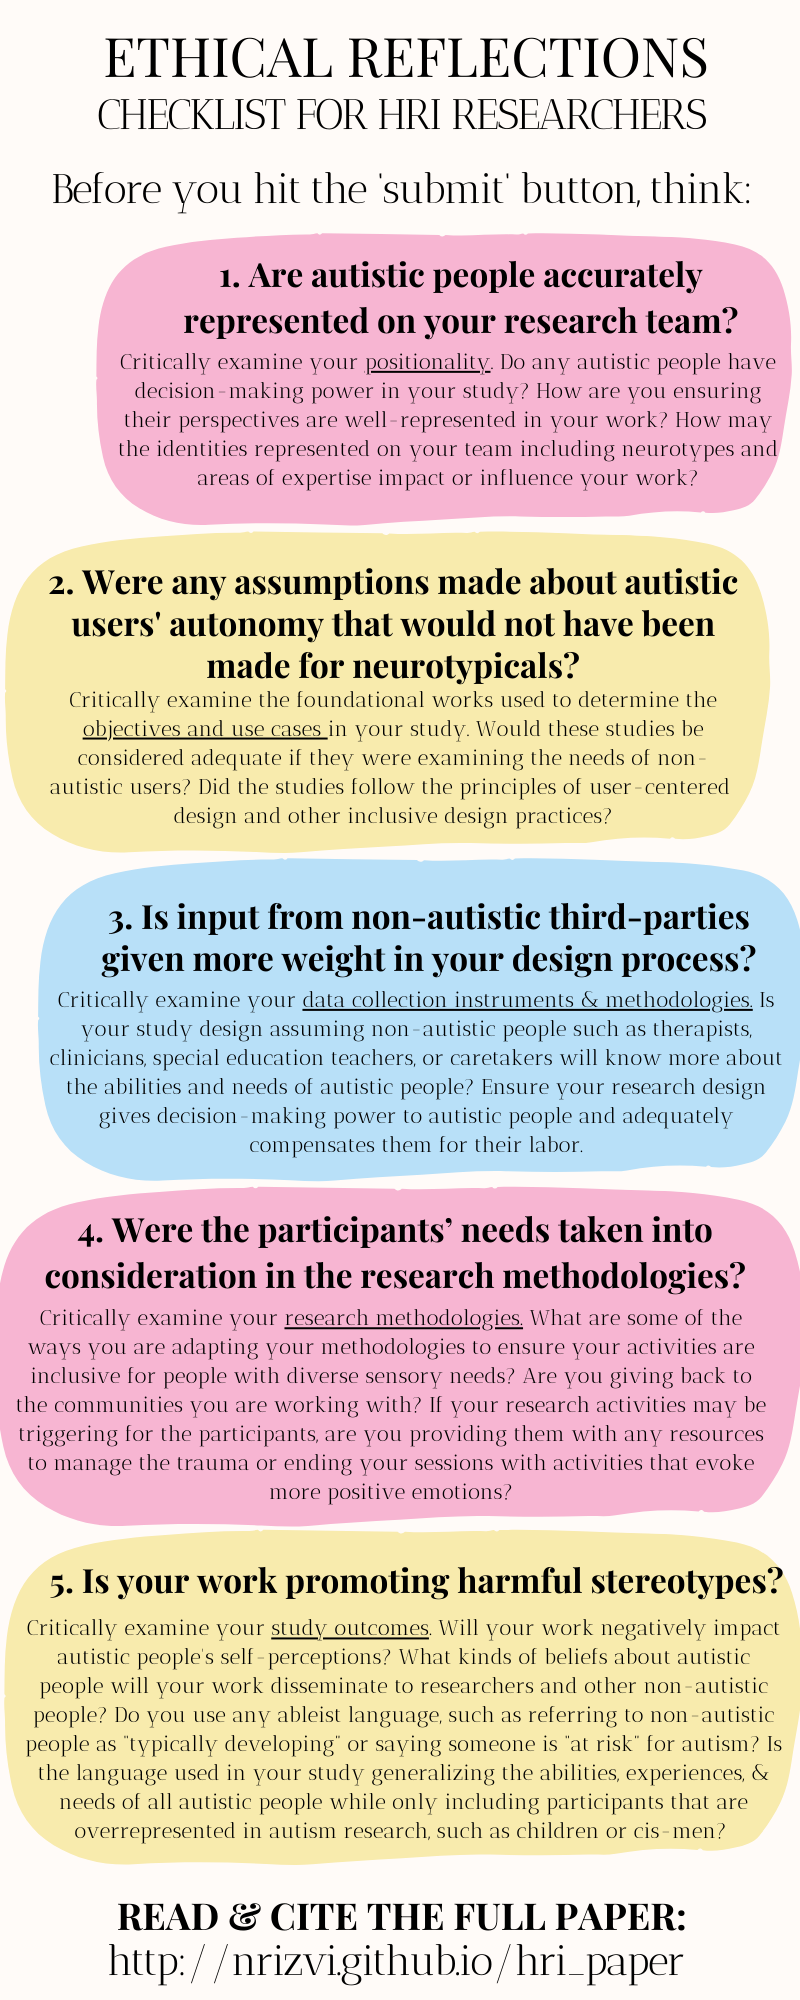 ETHICAL REFLECTIONS
CHECKLIST FOR HRI RESEARCHERS
Before you hit the 'submit' button, think:
1. Are autistic people accurately
represented on your research team?
Critically examine your positionality. Do any autistic people have
decision-making power in your study? How are you ensuring
their perspectives are well-represented in your work? How may
the identities represented on your team including neurotypes and
areas of expertise impact or influence your work?
2. Were any assumptions made about autistic
users' autonomy that would not have been
made for neurotypicals?
Critically examine the foundational works used to determine the
objectives and use cases in your study. Would these studies be
considered adequate if they were examining the needs of non-
autistic users? Did the studies follow the principles of user-centered
design and other inclusive design practices?
3. Is input from non-autistic third-parties
given more weight in your design process?
Critically examine your data collection instruments & methodologies. Is
your study design assuming non-autistic people such as therapists,
clinicians, special education teachers, or caretakers will know more about
the abilities and needs of autistic people? Ensure your research design
gives decision-making power to autistic people and adequately
compensates them for their labor.
4. Were the participants’ needs taken into
consideration in the research methodologies?
Critically examine your research methodologies. What are some of the
ways you are adapting your methodologies to ensure your activities are
inclusive for people with diverse sensory needs? Are you giving back to
the communities you are working with? If your research activities may be
triggering for the participants, are you providing them with any resources
to manage the trauma or ending your sessions with activities that evoke
more positive emotions?
5. Is your work promoting harmful stereotypes?
Critically examine your study outcomes. Will your work negatively impact
autistic people's self-perceptions? What kinds of beliefs about autistic
people will your work disseminate to researchers and other non-autistic
people? Do you use any ableist language, such as referring to non-autistic
people as "typically developing" or saying someone is "at risk" for autism? Is
the language used in your study generalizing the abilities, experiences, &
needs of all autistic people while only including participants that are
overrepresented in autism research, such as children or cis-men?
READ & CITE THE FULL PAPER:
http://nrizvi.github.io/hri_paper